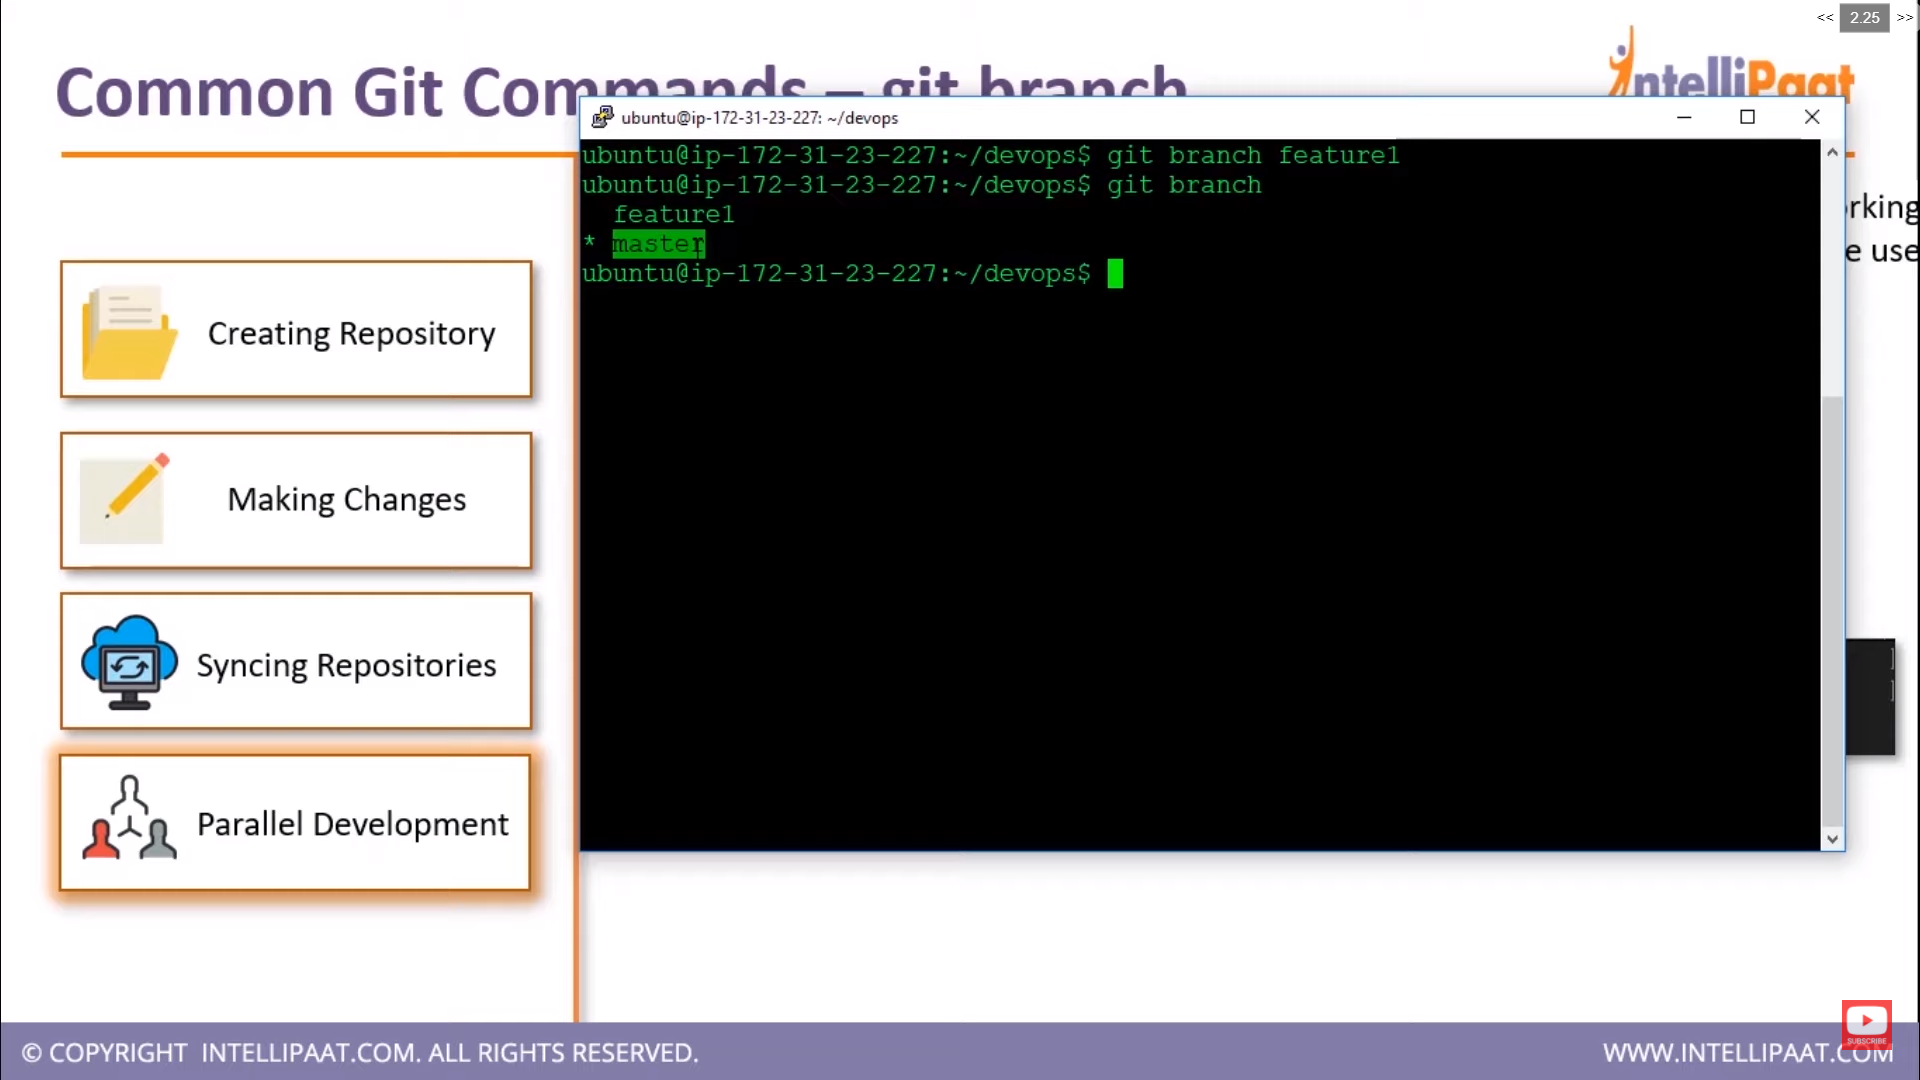 << 2.25 >>
Common Git Commands – git branch
IntelliPaat
ubuntu@ip-172-31-23-227: ~/devops
ubuntu@ip-172-31-23-227:~/devops$ git branch feature1
ubuntu@ip-172-31-23-227:~/devops$ git branch
feature1
* master
ubuntu@ip-172-31-23-227:~/devops$
e use
Creating Repository
Making Changes
Syncing Repositories
Parallel Development
SUBSCRIBE
© COPYRIGHT INTELLIPAAT.COM. ALL RIGHTS RESERVED.
WWW.INTELLIPAAT.COM